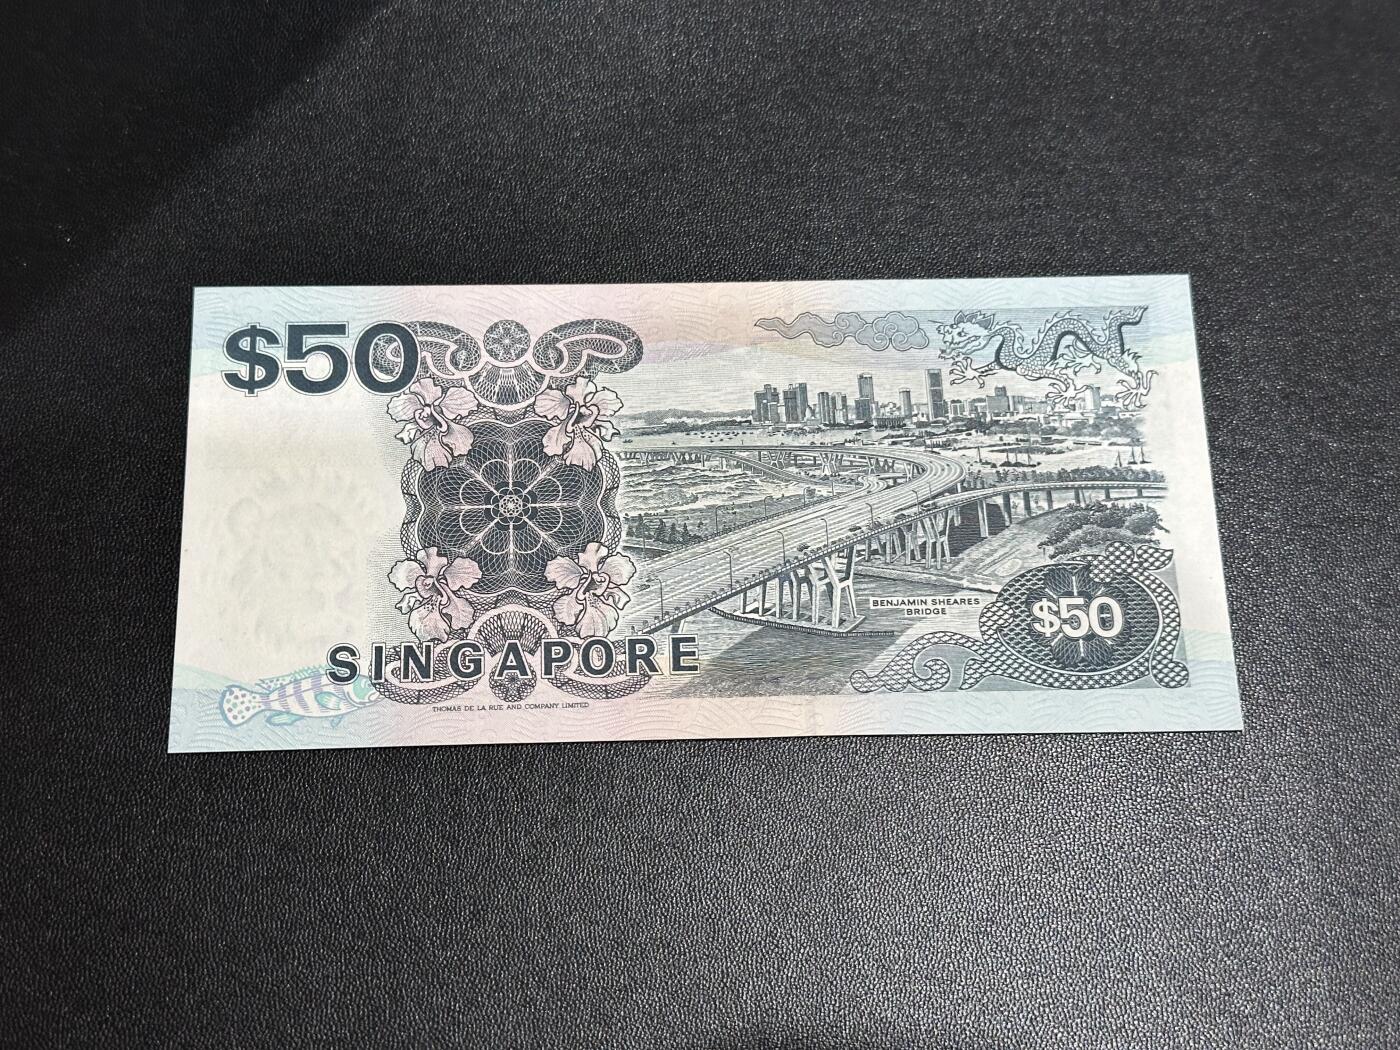 $50
BENJAMIN SHEARES
BRIDGE
$50
SINGAPORE
THOMAS DE LA RUE AND COMPANY LIMITED